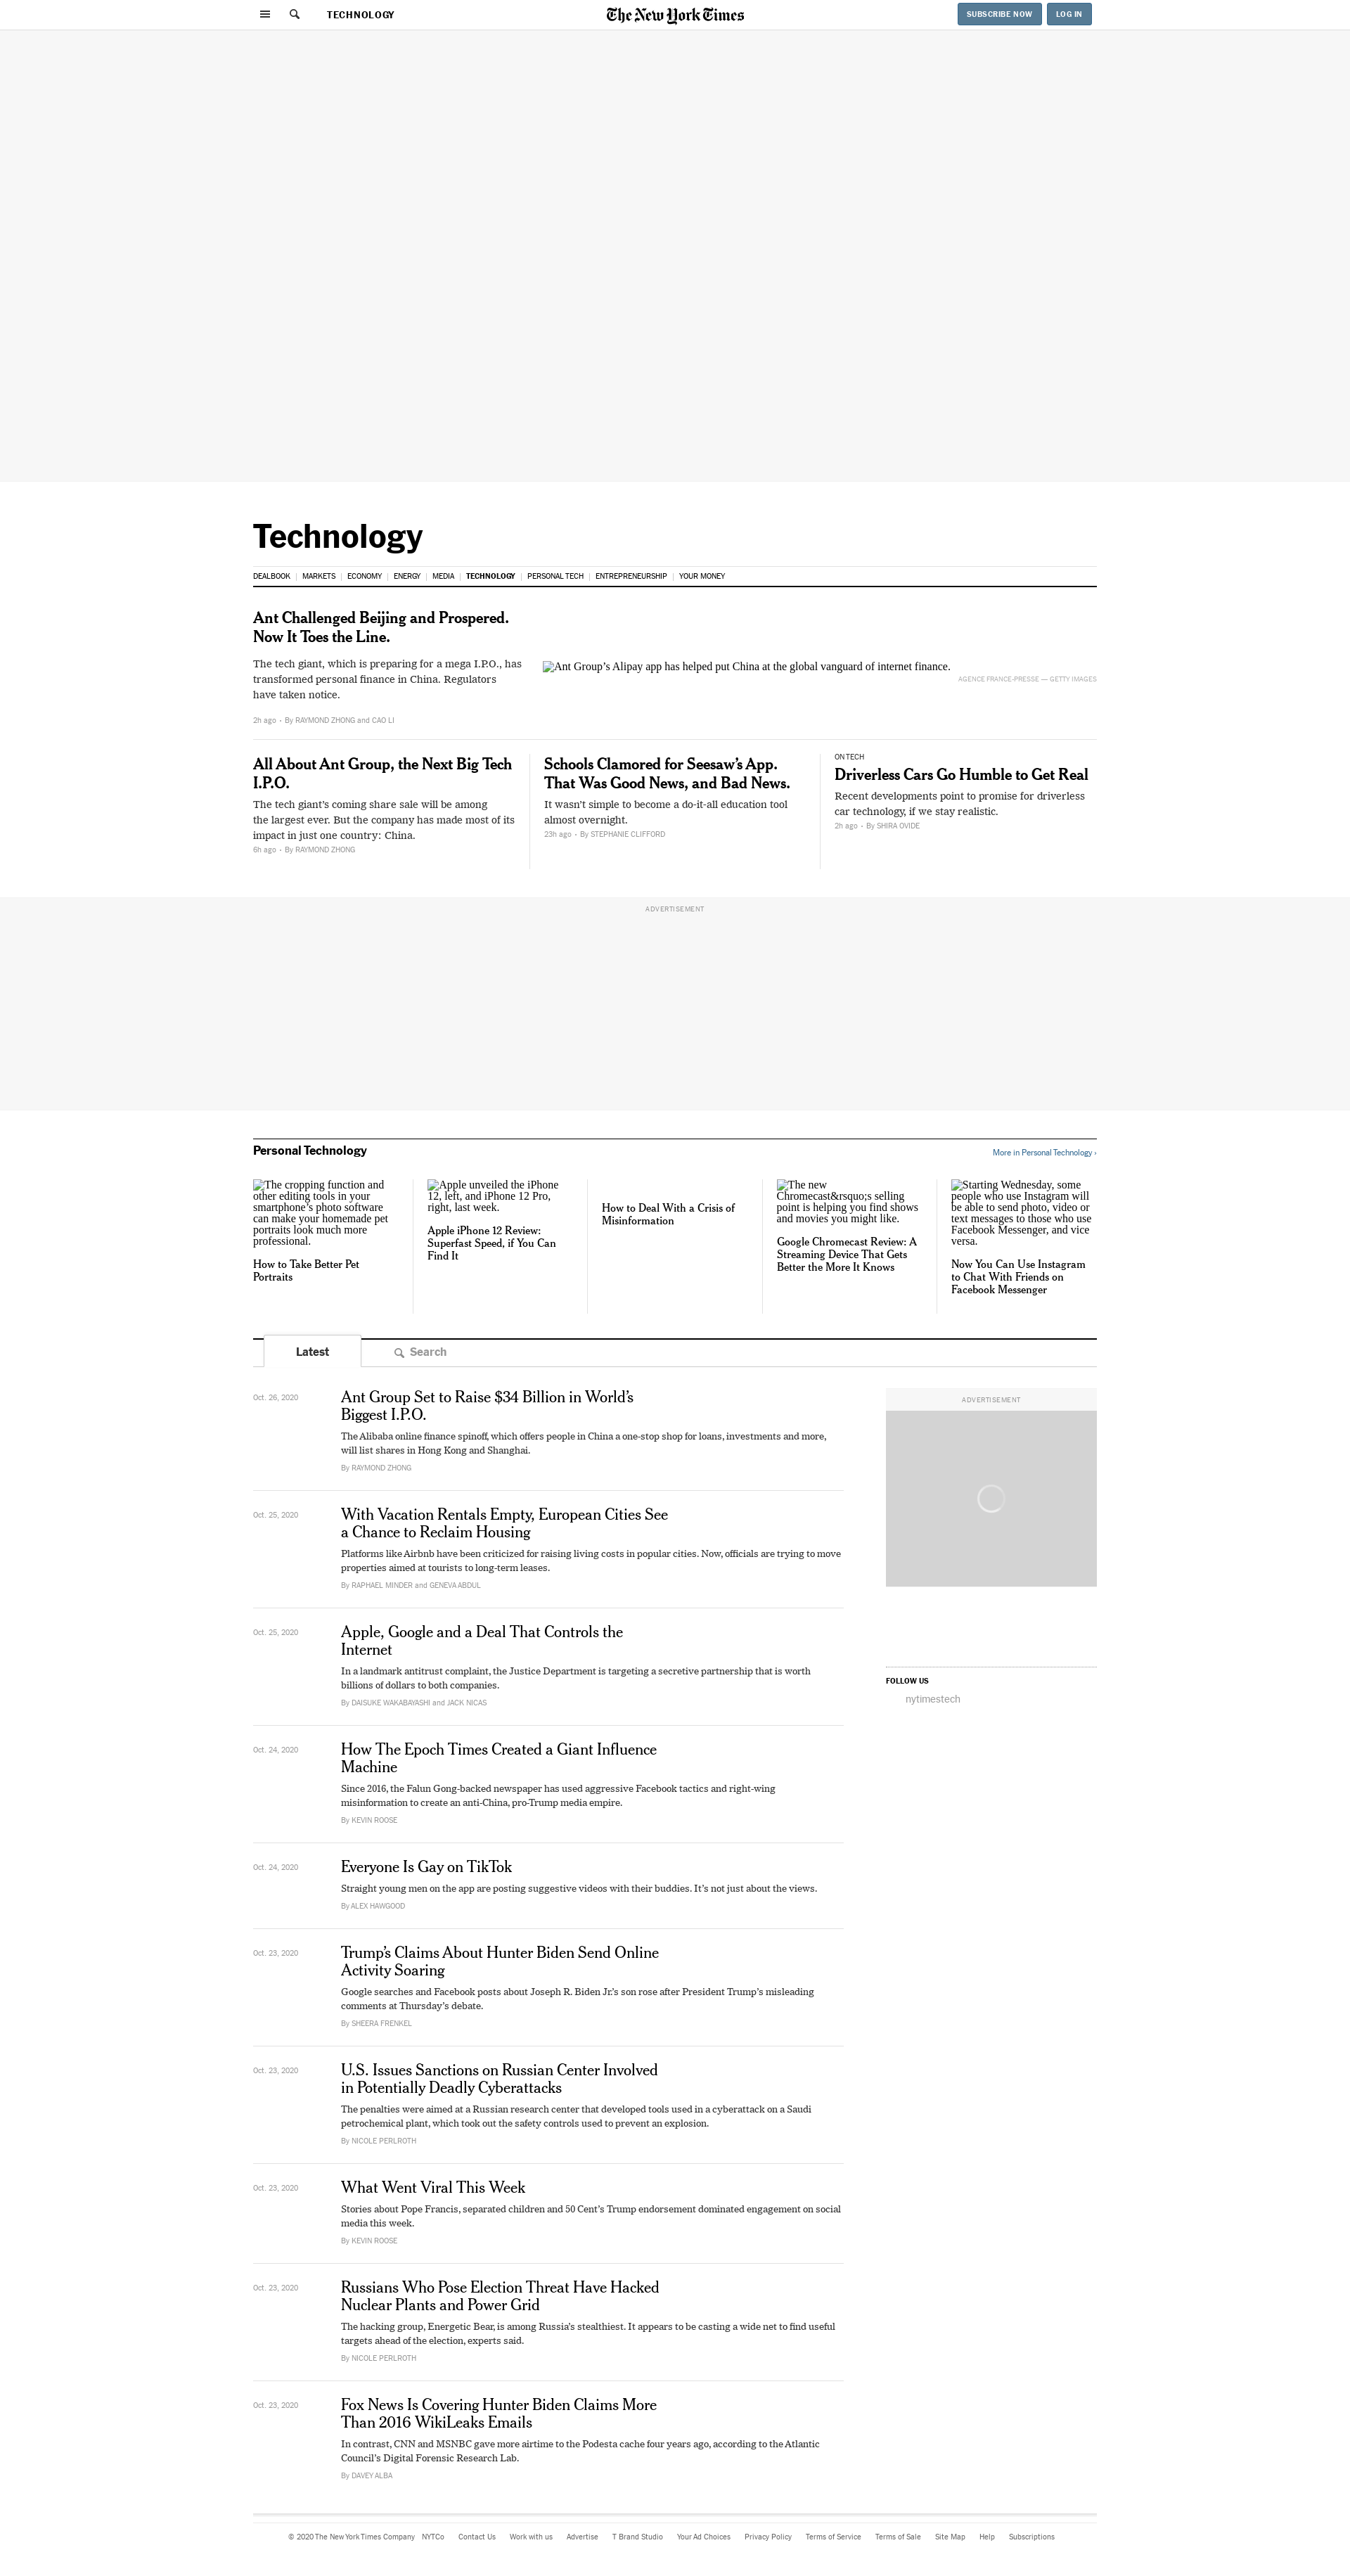 TECHNOLOGY
The New York Times
SUBSCRIBE NOW
LOG IN
Technology
DEALBOOK | MARKETS | ECONOMY | ENERGY | MEDIA | TECHNOLOGY | PERSONAL TECH | ENTREPRENEURSHIP | YOUR MONEY
Ant Challenged Beijing and Prospered.
Now It Toes the Line.
The tech giant, which is preparing for a mega I.P.O., has
transformed personal finance in China. Regulators
have taken notice.
2h ago • By RAYMOND ZHONG and CAO LI
Ant Group’s Alipay app has helped put China at the global vanguard of internet finance.
AGENCE FRANCE-PRESSE — GETTY IMAGES
All About Ant Group, the Next Big Tech
I.P.O.
The tech giant’s coming share sale will be among
the largest ever. But the company has made most of its
impact in just one country: China.
6h ago • By RAYMOND ZHONG
Schools Clamored for Seesaw’s App.
That Was Good News, and Bad News.
It wasn’t simple to become a do-it-all education tool
almost overnight.
23h ago • By STEPHANIE CLIFFORD
ON TECH
Driverless Cars Go Humble to Get Real
Recent developments point to promise for driverless
car technology, if we stay realistic.
2h ago • By SHIRA OVIDE
ADVERTISEMENT
Personal Technology
More in Personal Technology ›
The cropping function and
other editing tools in your
smartphone’s photo software
can make your homemade pet
portraits look much more
professional.
How to Take Better Pet
Portraits
Apple unveiled the iPhone
12, left, and iPhone 12 Pro,
right, last week.
Apple iPhone 12 Review:
Superfast Speed, if You Can
Find It
How to Deal With a Crisis of
Misinformation
The new
Chromecast&rsquo;s selling
point is helping you find shows
and movies you might like.
Google Chromecast Review: A
Streaming Device That Gets
Better the More It Knows
Starting Wednesday, some
people who use Instagram will
be able to send photo, video or
text messages to those who use
Facebook Messenger, and vice
versa.
Now You Can Use Instagram
to Chat With Friends on
Facebook Messenger
Latest
Search
Oct. 26, 2020
Ant Group Set to Raise $34 Billion in World’s
Biggest I.P.O.
The Alibaba online finance spinoff, which offers people in China a one-stop shop for loans, investments and more,
will list shares in Hong Kong and Shanghai.
By RAYMOND ZHONG
ADVERTISEMENT
Oct. 25, 2020
With Vacation Rentals Empty, European Cities See
a Chance to Reclaim Housing
Platforms like Airbnb have been criticized for raising living costs in popular cities. Now, officials are trying to move
properties aimed at tourists to long-term leases.
By RAPHAEL MINDER and GENEVA ABDUL
Oct. 25, 2020
Apple, Google and a Deal That Controls the
Internet
In a landmark antitrust complaint, the Justice Department is targeting a secretive partnership that is worth
billions of dollars to both companies.
By DAISUKE WAKABAYASHI and JACK NICAS
FOLLOW US
nytimestech
Oct. 24, 2020
How The Epoch Times Created a Giant Influence
Machine
Since 2016, the Falun Gong-backed newspaper has used aggressive Facebook tactics and right-wing
misinformation to create an anti-China, pro-Trump media empire.
By KEVIN ROOSE
Oct. 24, 2020
Everyone Is Gay on TikTok
Straight young men on the app are posting suggestive videos with their buddies. It’s not just about the views.
By ALEX HAWGOOD
Oct. 23, 2020
Trump’s Claims About Hunter Biden Send Online
Activity Soaring
Google searches and Facebook posts about Joseph R. Biden Jr.’s son rose after President Trump’s misleading
comments at Thursday’s debate.
By SHEERA FRENKEL
Oct. 23, 2020
U.S. Issues Sanctions on Russian Center Involved
in Potentially Deadly Cyberattacks
The penalties were aimed at a Russian research center that developed tools used in a cyberattack on a Saudi
petrochemical plant, which took out the safety controls used to prevent an explosion.
By NICOLE PERLROTH
Oct. 23, 2020
What Went Viral This Week
Stories about Pope Francis, separated children and 50 Cent’s Trump endorsement dominated engagement on social
media this week.
By KEVIN ROOSE
Oct. 23, 2020
Russians Who Pose Election Threat Have Hacked
Nuclear Plants and Power Grid
The hacking group, Energetic Bear, is among Russia’s stealthiest. It appears to be casting a wide net to find useful
targets ahead of the election, experts said.
By NICOLE PERLROTH
Oct. 23, 2020
Fox News Is Covering Hunter Biden Claims More
Than 2016 WikiLeaks Emails
In contrast, CNN and MSNBC gave more airtime to the Podesta cache four years ago, according to the Atlantic
Council’s Digital Forensic Research Lab.
By DAVEY ALBA
© 2020 The New York Times Company NYTCo Contact Us Work with us Advertise T Brand Studio Your Ad Choices Privacy Policy Terms of Service Terms of Sale Site Map Help Subscriptions